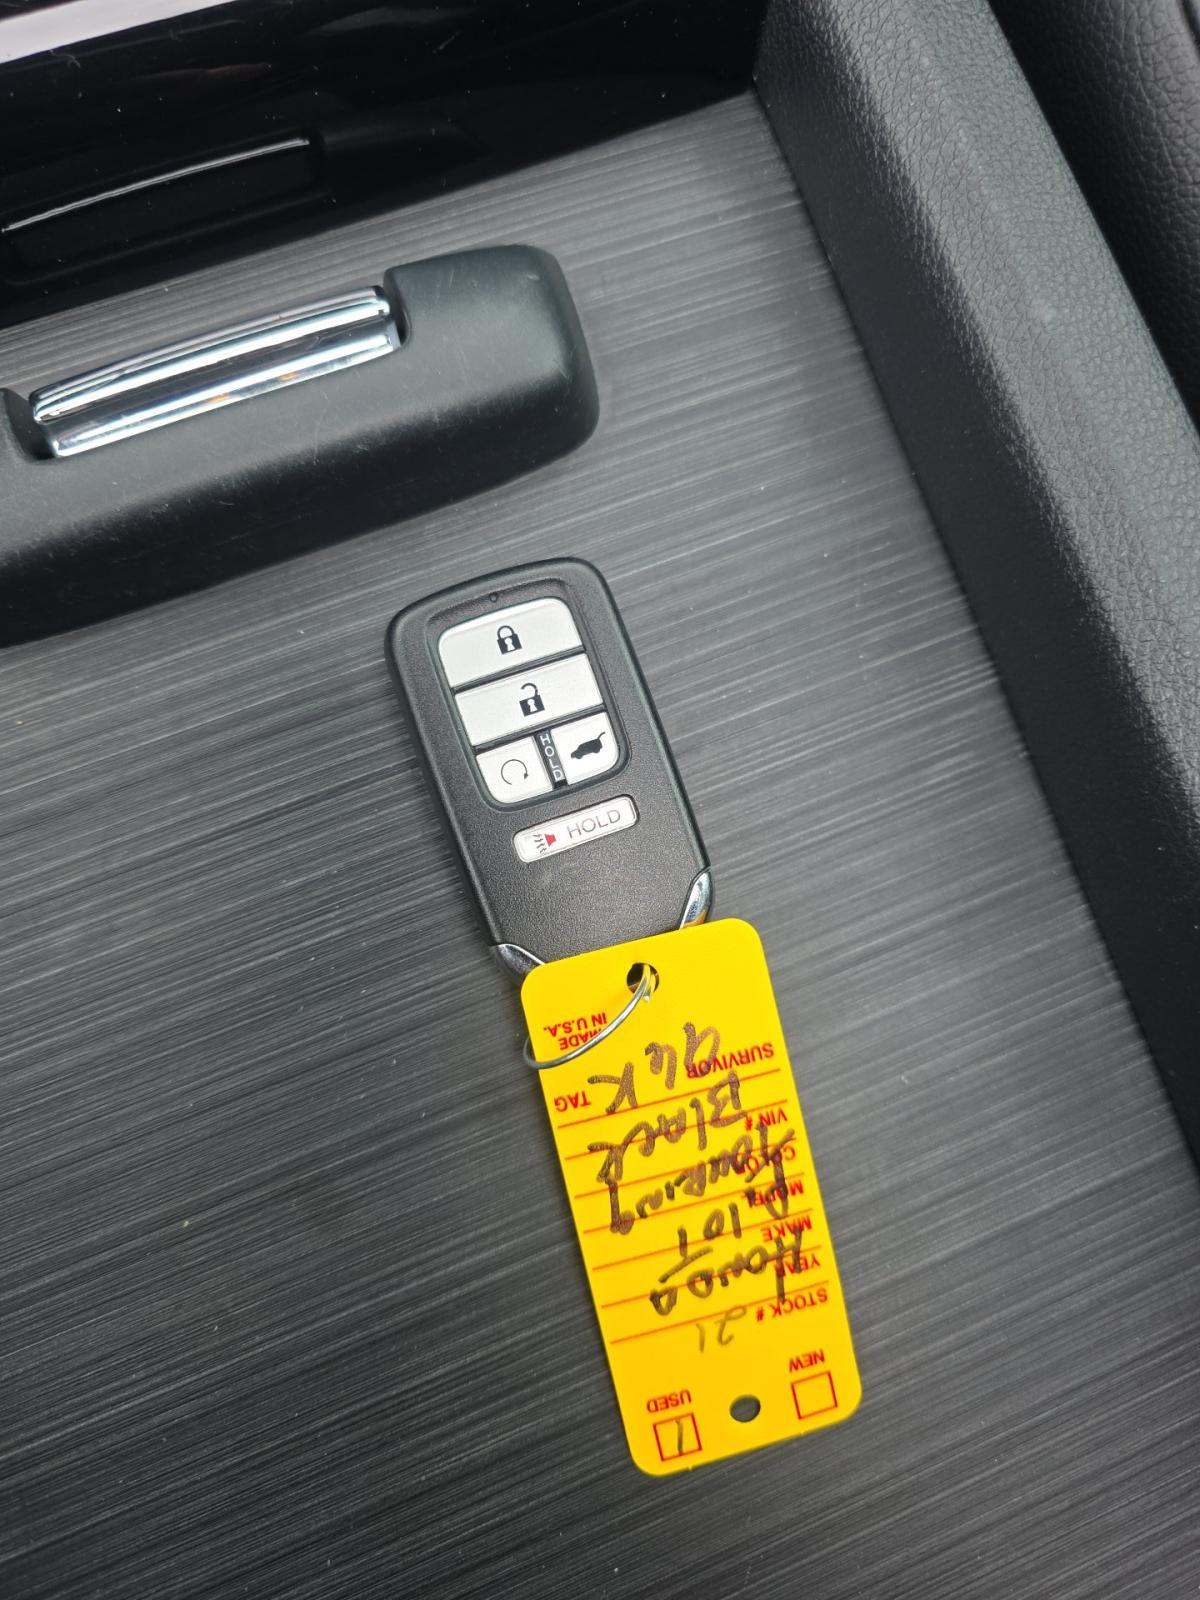 HOLD
HOLD
USED
NEW
STOCK #
21
YEAR
HONDA
MAKE
PILOT
MODEL
TOURING
COLOR
BLACK
VIN #
96K
TAG
SURVIVOR
MADE
IN U.S.A.